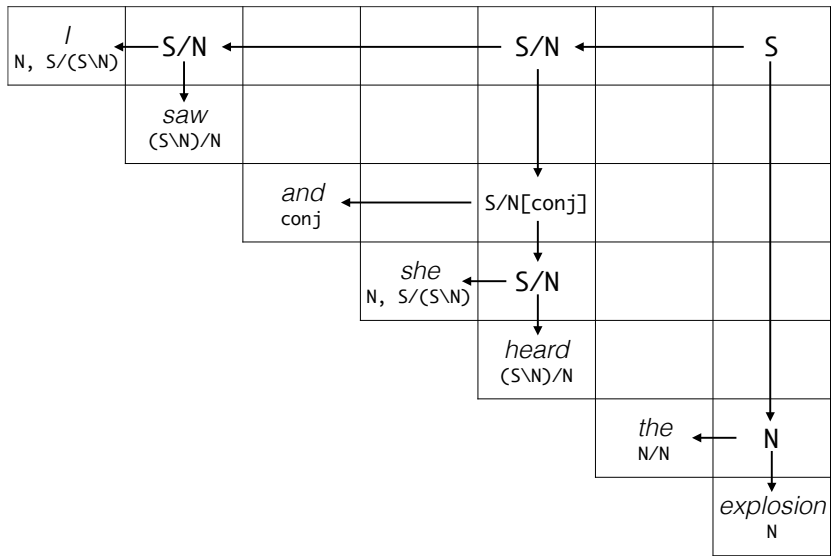 I
N, S/(S\N)
S/N
S/N
S
saw
(S\N)/N
and
conj
S/N[conj]
she
N, S/(S\N)
S/N
heard
(S\N)/N
the
N/N
N
explosion
N